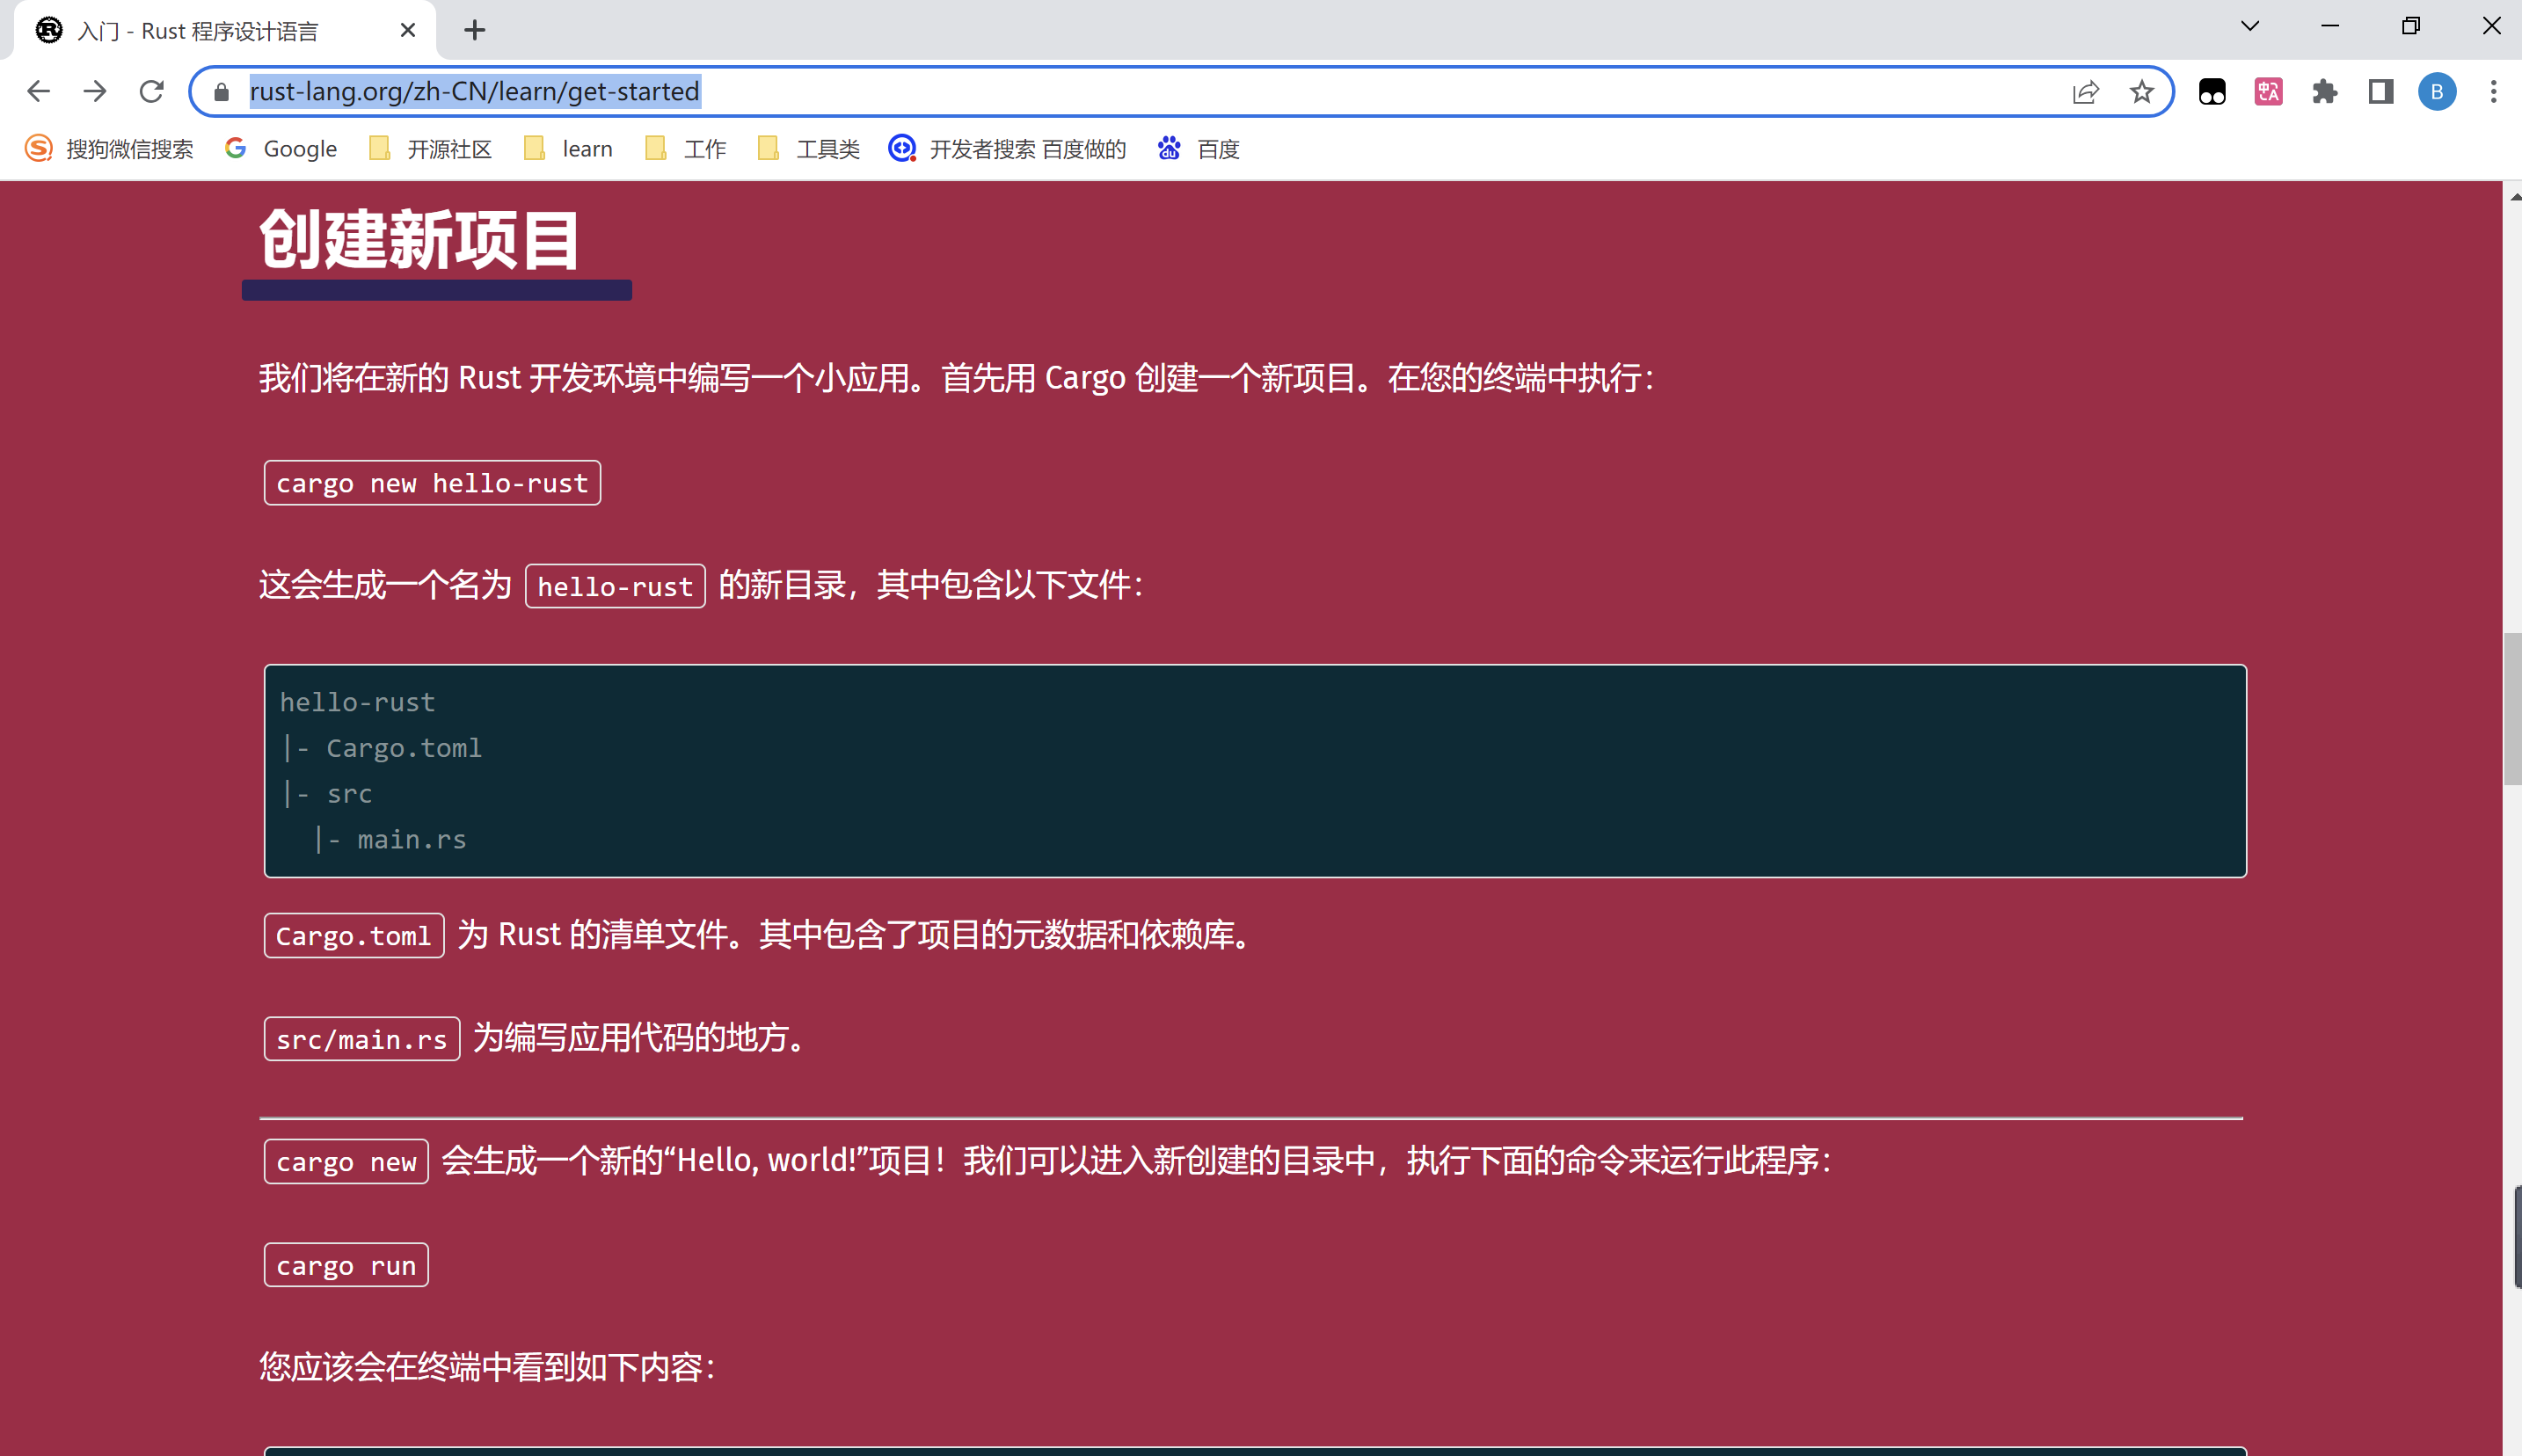 入门 - Rust 程序设计语言
rust-lang.org/zh-CN/learn/get-started
B
搜狗微信搜索 Google 开源社区 learn 工作 工具类 开发者搜索 百度做的 百度
创建新项目
我们将在新的 Rust 开发环境中编写一个小应用。首先用 Cargo 创建一个新项目。在您的终端中执行：
cargo new hello-rust
这会生成一个名为 hello-rust 的新目录，其中包含以下文件：
hello-rust
|- Cargo.toml
|- src
  |- main.rs
Cargo.toml 为 Rust 的清单文件。其中包含了项目的元数据和依赖库。
src/main.rs 为编写应用代码的地方。
cargo new 会生成一个新的“Hello, world!”项目！我们可以进入新创建的目录中，执行下面的命令来运行此程序：
cargo run
您应该会在终端中看到如下内容：